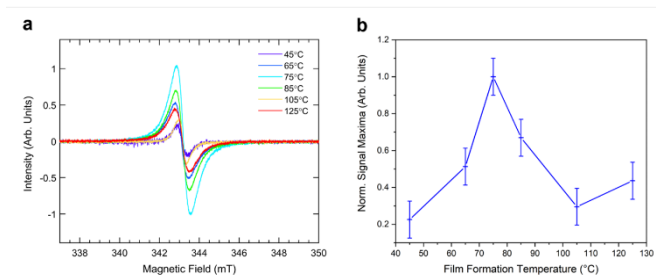 a
b
Intensity (Arb. Units)
1
0.5
0
-0.5
-1
45°C
65°C
75°C
85°C
105°C
125°C
338 340 342 344 346 348 350
Magnetic Field (mT)
Norm. Signal Maxima (Arb. Units)
1.2
1.0
0.8
0.6
0.4
0.2
0.0
40 50 60 70 80 90 100 110 120 130
Film Formation Temperature (°C)